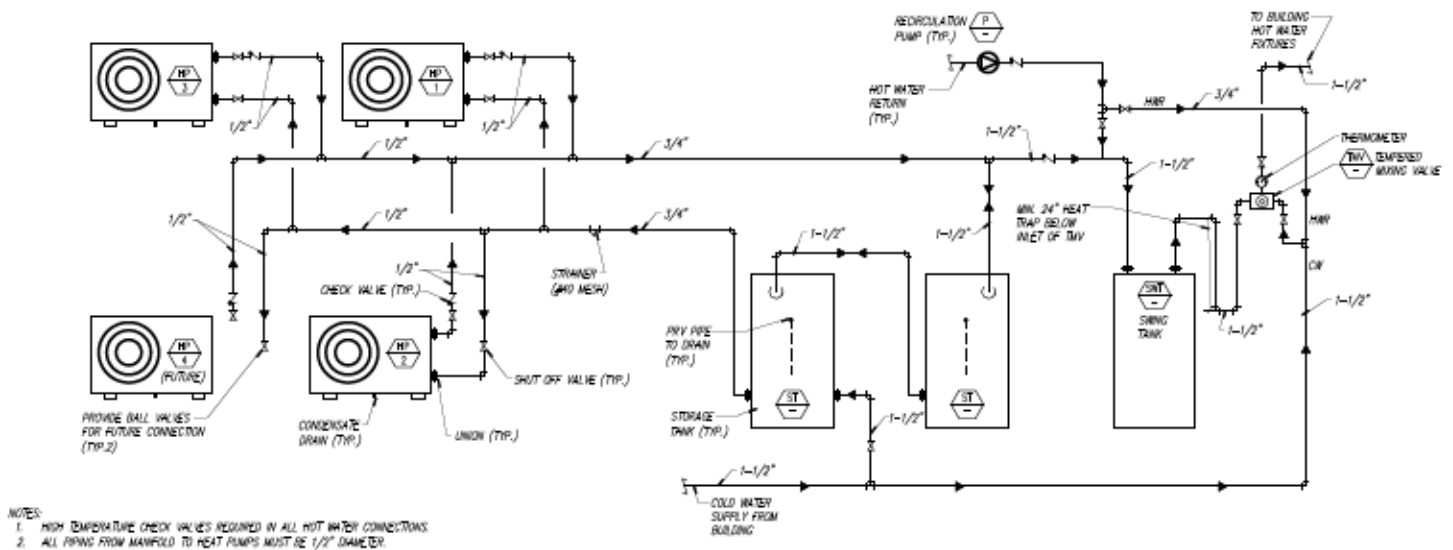 RECIRCULATION
PUMP (TYP.)
P
–
TO BUILDING
HOT WATER
FIXTURES
1-1/2"
HP
3
HP
1
1/2"
1/2"
1/2"
1/2"
HOT WATER
RETURN
(TYP.)
HWR
3/4"
1/2"
3/4"
1-1/2"
1-1/2"
THERMOMETER
TMV
–
TEMPERED
MIXING VALVE
1/2"
1/2"
3/4"
1-1/2"
1-1/2"
MIN. 24" HEAT
TRAP BELOW
INLET OF TMV
HWR
CW
1/2"
CHECK VALVE (TYP.)
STRAINER
MESH)
SWT
–
SWING
TANK
1-1/2"
1-1/2"
HP
4
(FUTURE)
HP
2
PRV PIPE
TO DRAIN
(TYP.)
SHUT OFF VALVE (TYP.)
ST
–
ST
–
PROVIDE BALL VALVES
FOR FUTURE CONNECTION
(TYP.2)
CONDENSATE
DRAIN (TYP.)
UNION (TYP.)
STORAGE
TANK (TYP.)
1-1/2"
1-1/2"
COLD WATER
SUPPLY FROM
BUILDING
NOTES:
1. HIGH TEMPERATURE CHECK VALVES REQUIRED IN ALL HOT WATER CONNECTIONS.
2. ALL PIPING FROM MANIFOLD TO HEAT PUMPS MUST BE 1/2" DIAMETER.